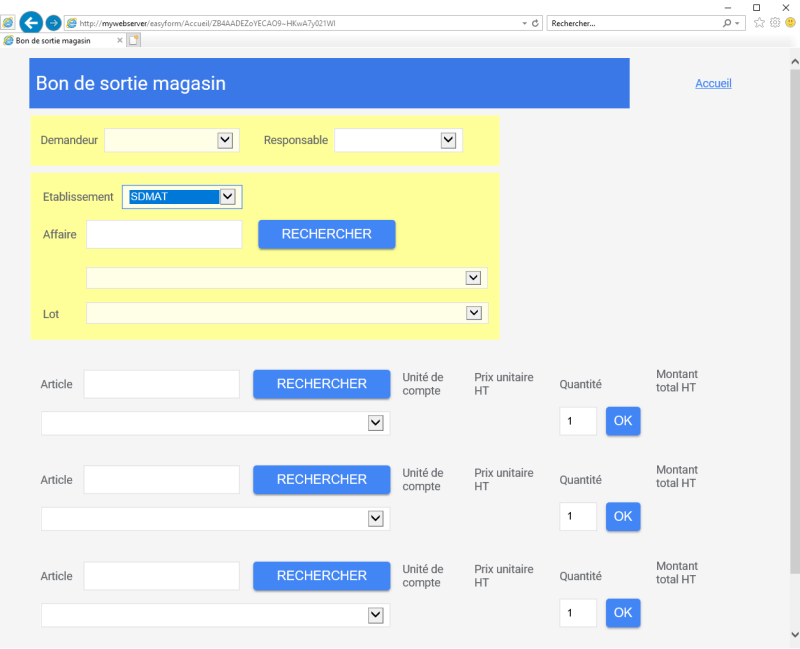 http://mywebserver/easyform/Accueil/ZB4AADEZoYECAO9~HKwA7y021WI
Rechercher...
Bon de sortie magasin
Bon de sortie magasin
Accueil
Demandeur
Responsable
Etablissement SDMAT
Affaire
RECHERCHER
Lot
Article
RECHERCHER
Unité de
compte
Prix unitaire
HT
Quantité
Montant
total HT
1
OK
Article
RECHERCHER
Unité de
compte
Prix unitaire
HT
Quantité
Montant
total HT
1
OK
Article
RECHERCHER
Unité de
compte
Prix unitaire
HT
Quantité
Montant
total HT
1
OK